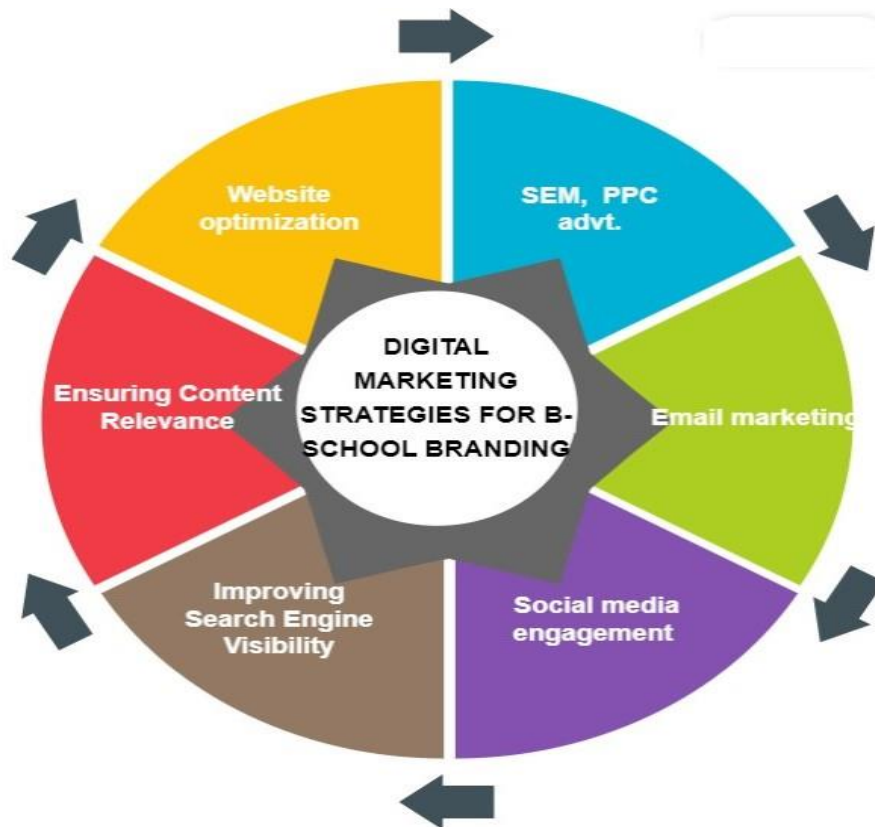 Website
optimization
SEM, PPC
advt.
DIGITAL
MARKETING
STRATEGIES FOR B-
SCHOOL BRANDING
Ensuring Content
Relevance
Email marketing
Improving
Search Engine
Visibility
Social media
engagement